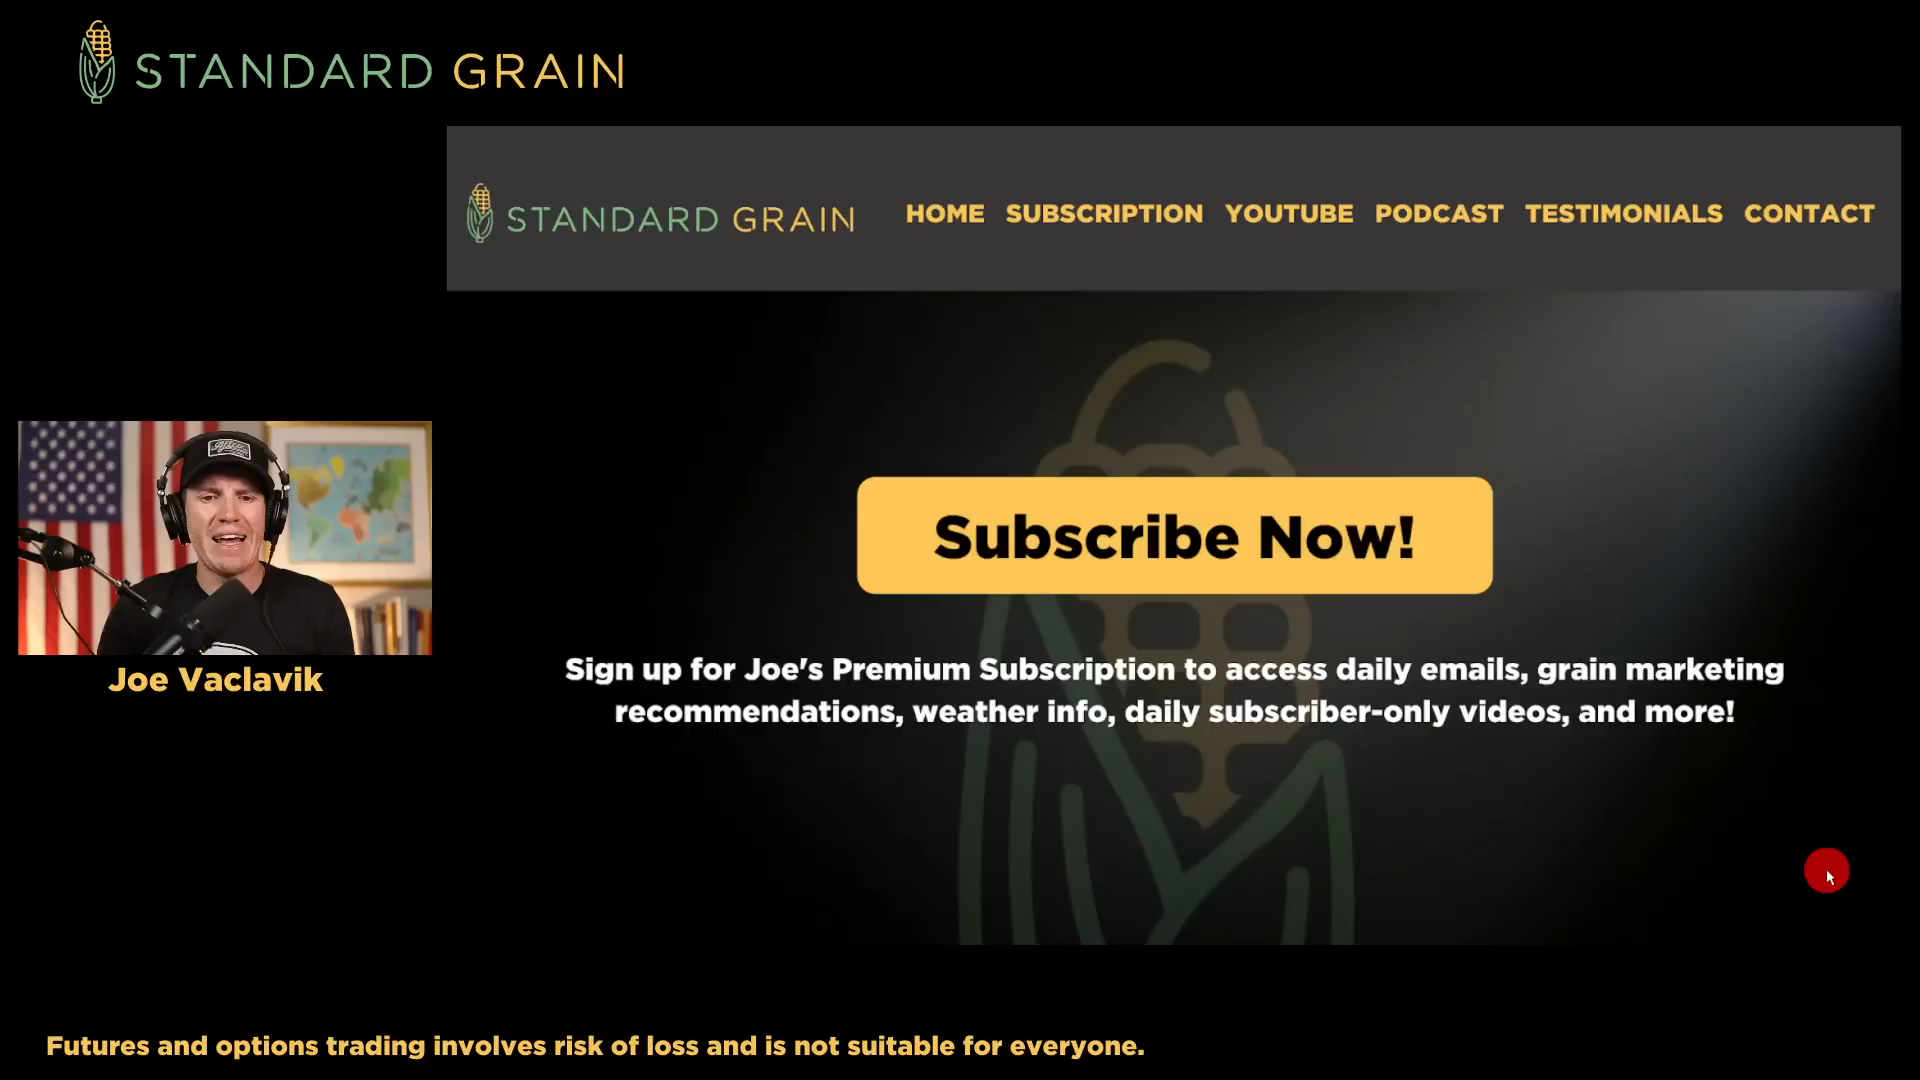 STANDARD GRAIN
STANDARD GRAIN
HOME SUBSCRIPTION YOUTUBE PODCAST TESTIMONIALS CONTACT
Subscribe Now!
Sign up for Joe's Premium Subscription to access daily emails, grain marketing
recommendations, weather info, daily subscriber-only videos, and more!
Joe Vaclavik
Futures and options trading involves risk of loss and is not suitable for everyone.